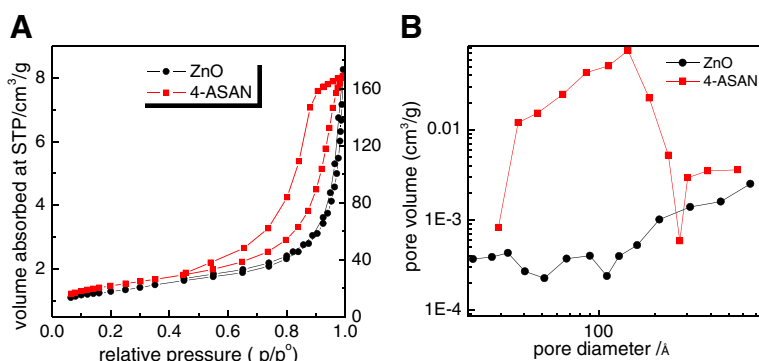 A
B
ZnO
4-ASAN
8
6
4
2
160
120
80
40
0
0.0
0.2
0.4
0.6
0.8
1.0
volume absorbed at STP/cm³/g
relative pressure ( p/p°)
ZnO
4-ASAN
0.01
1E-3
1E-4
100
pore volume (cm³/g)
pore diameter /Å